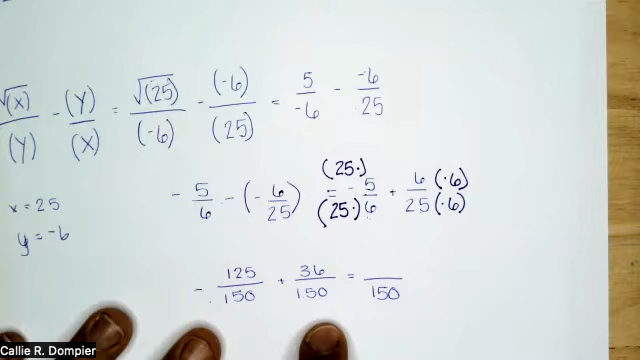 √(x)/(y) - (y)/(x) = √(25)/(-6) - (-6)/(25) = 5/-6 - -6/25
x = 25
y = -6
- 5/6 - (- 6/25) = (25·)/(25·) - 5/6 + 6/25 (·6)/(·6)
- 125/150 + 36/150 = /150
Callie R. Dompier